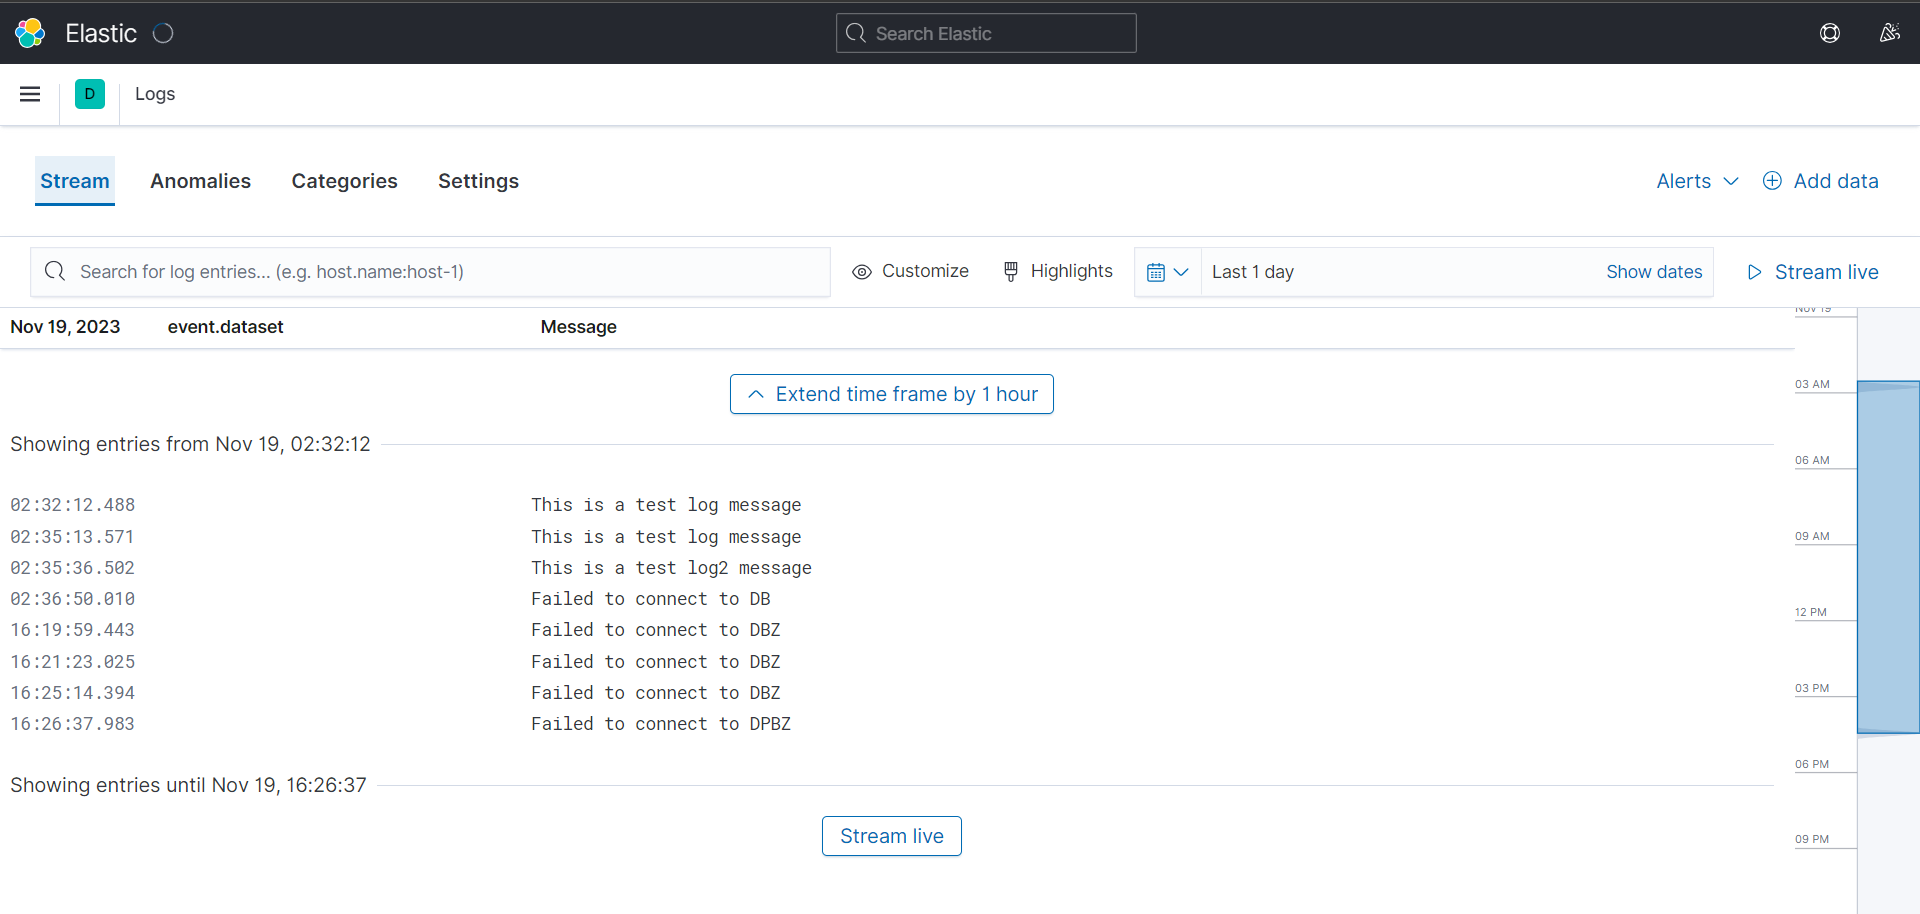 Elastic
Search Elastic
D
Logs
Stream Anomalies Categories Settings
Alerts Add data
Search for log entries... (e.g. host.name:host-1)
Customize Highlights
Last 1 day Show dates
Stream live
Nov 19, 2023 event.dataset Message
Nov 19
Extend time frame by 1 hour
03 AM
Showing entries from Nov 19, 02:32:12
06 AM
02:32:12.488 This is a test log message
02:35:13.571 This is a test log message
09 AM
02:35:36.502 This is a test log2 message
02:36:50.010 Failed to connect to DB
12 PM
16:19:59.443 Failed to connect to DBZ
16:21:23.025 Failed to connect to DBZ
16:25:14.394 Failed to connect to DBZ
03 PM
16:26:37.983 Failed to connect to DPBZ
06 PM
Showing entries until Nov 19, 16:26:37
Stream live
09 PM